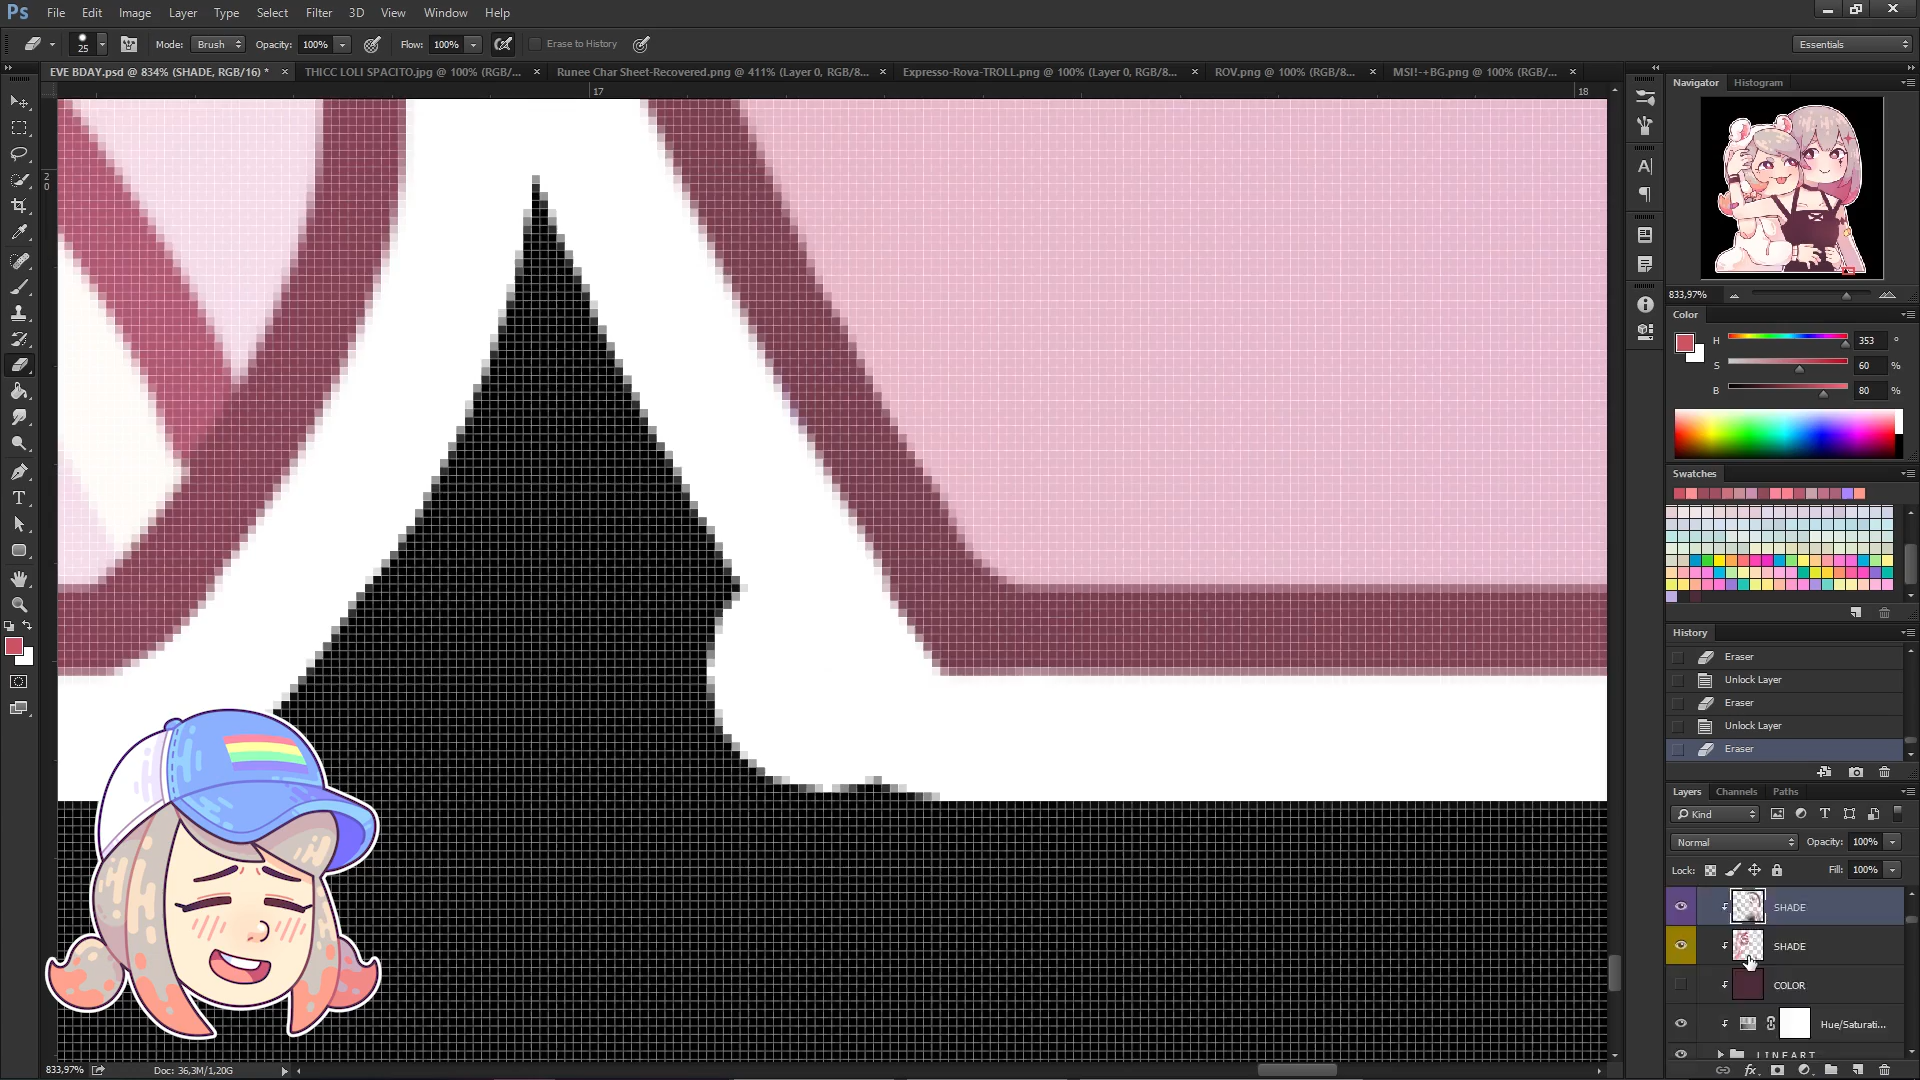 Ps File Edit Image Layer Type Select Filter 3D View Window Help
25 Mode: Brush Opacity: 100% Flow: 100% Erase to History Essentials
EVE BDAY.psd @ 834% (SHADE, RGB/16) * × THICC LOLI SPACITO.jpg @ 100% (RGB/... × Runee Char Sheet-Recovered.png @ 411% (Layer 0, RGB/8... × Expresso-Rova-TROLL.png @ 100% (Layer 0, RGB/8... × ROV.png @ 100% (RGB/8... × MSI!-+BG.png @ 100% (RGB/... ×
17 18
20
Navigator Histogram
833,97%
Color
H 353 °
S 60 %
B 80 %
Swatches
History
Eraser
Unlock Layer
Eraser
Unlock Layer
Eraser
Layers Channels Paths
Kind
Normal Opacity: 100%
Lock: Fill: 100%
SHADE
SHADE
COLOR
Hue/Saturati...
LINEART
833,97% Doc: 36,3M/1,20G